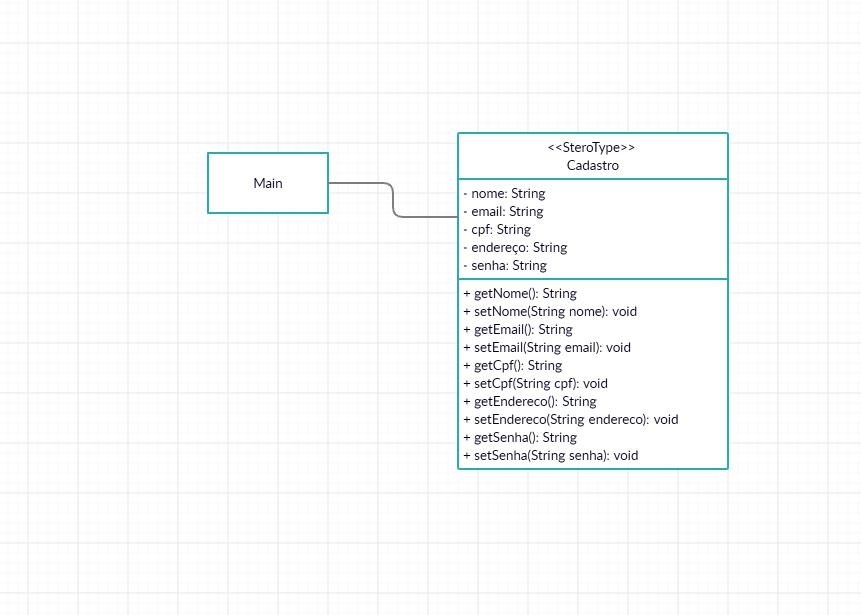 Main
<<SteroType>>
Cadastro
- nome: String
- email: String
- cpf: String
- endereço: String
- senha: String
+ getNome(): String
+ setNome(String nome): void
+ getEmail(): String
+ setEmail(String email): void
+ getCpf(): String
+ setCpf(String cpf): void
+ getEndereco(): String
+ setEndereco(String endereco): void
+ getSenha(): String
+ setSenha(String senha): void